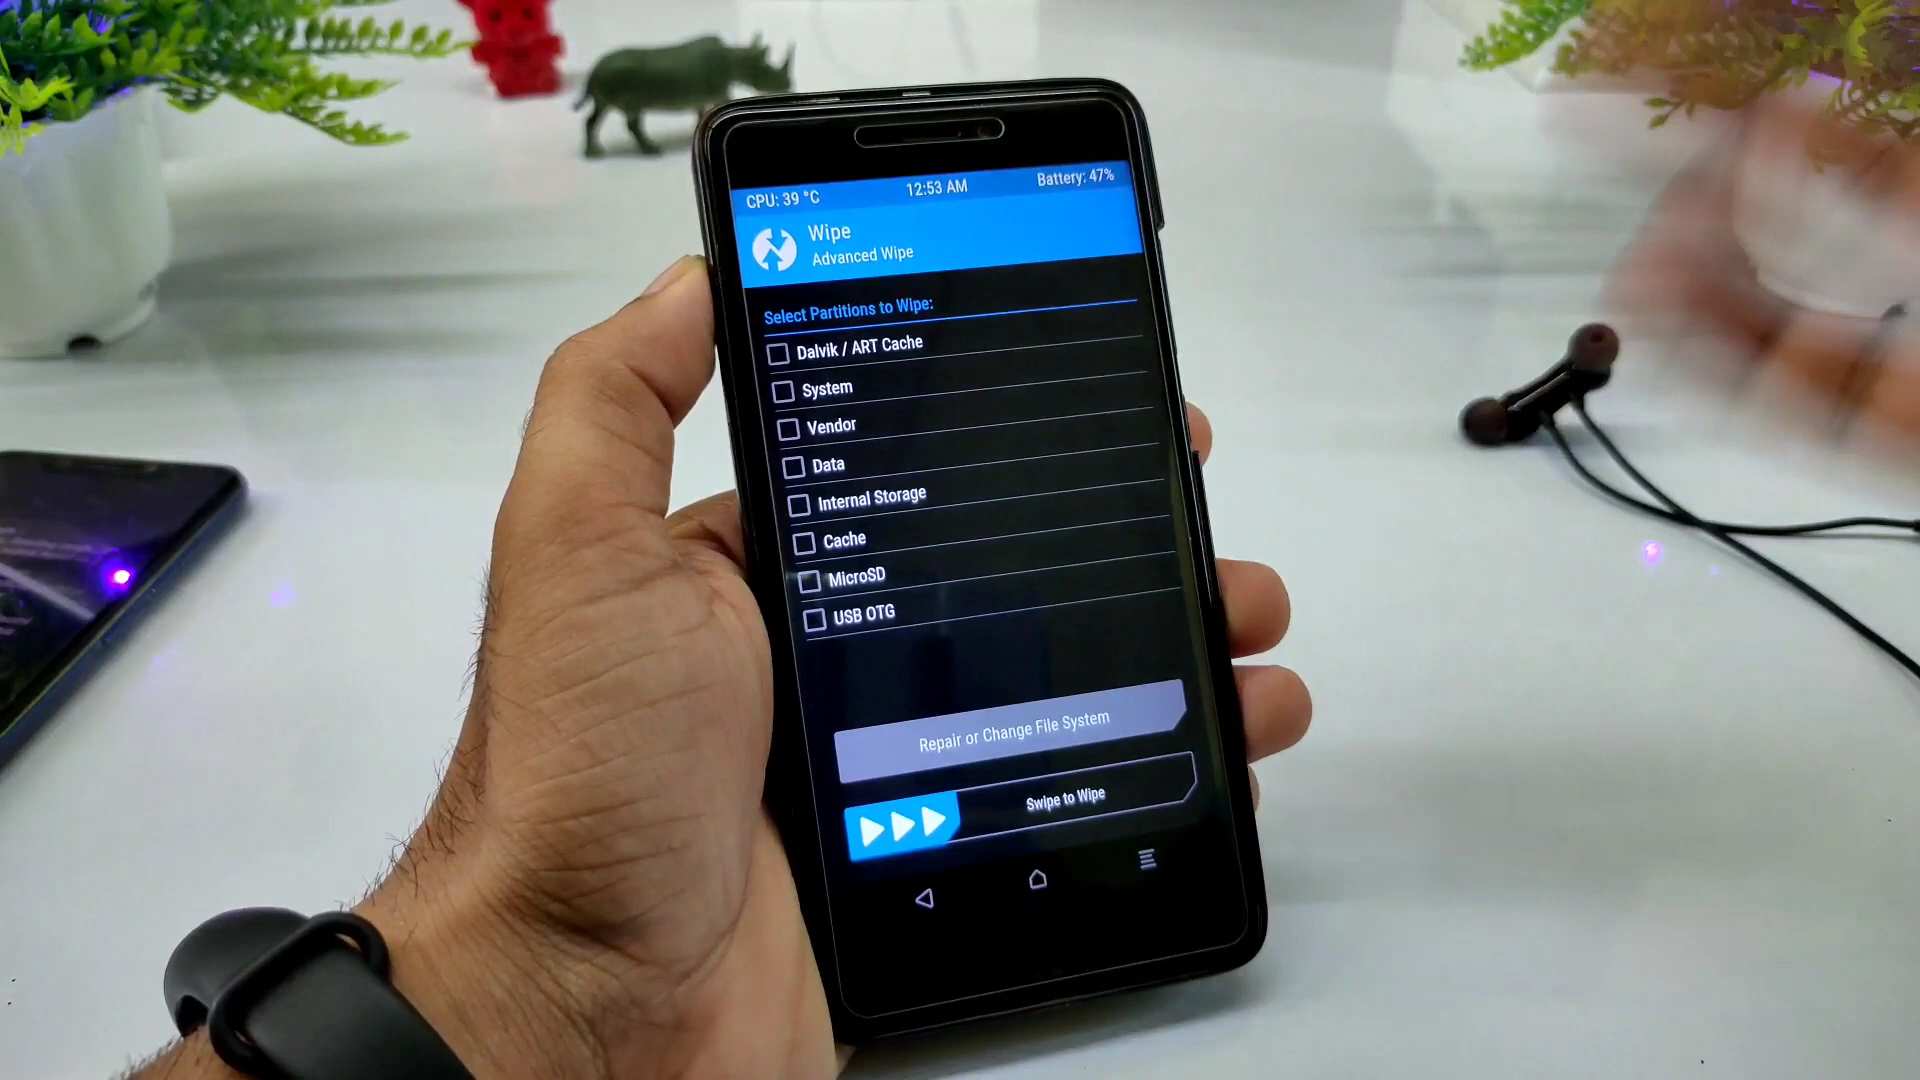 CPU: 39 °C 12:53 AM Battery: 47%
Wipe
Advanced Wipe
Select Partitions to Wipe:
Dalvik / ART Cache
System
Vendor
Data
Internal Storage
Cache
MicroSD
USB OTG
Repair or Change File System
Swipe to Wipe